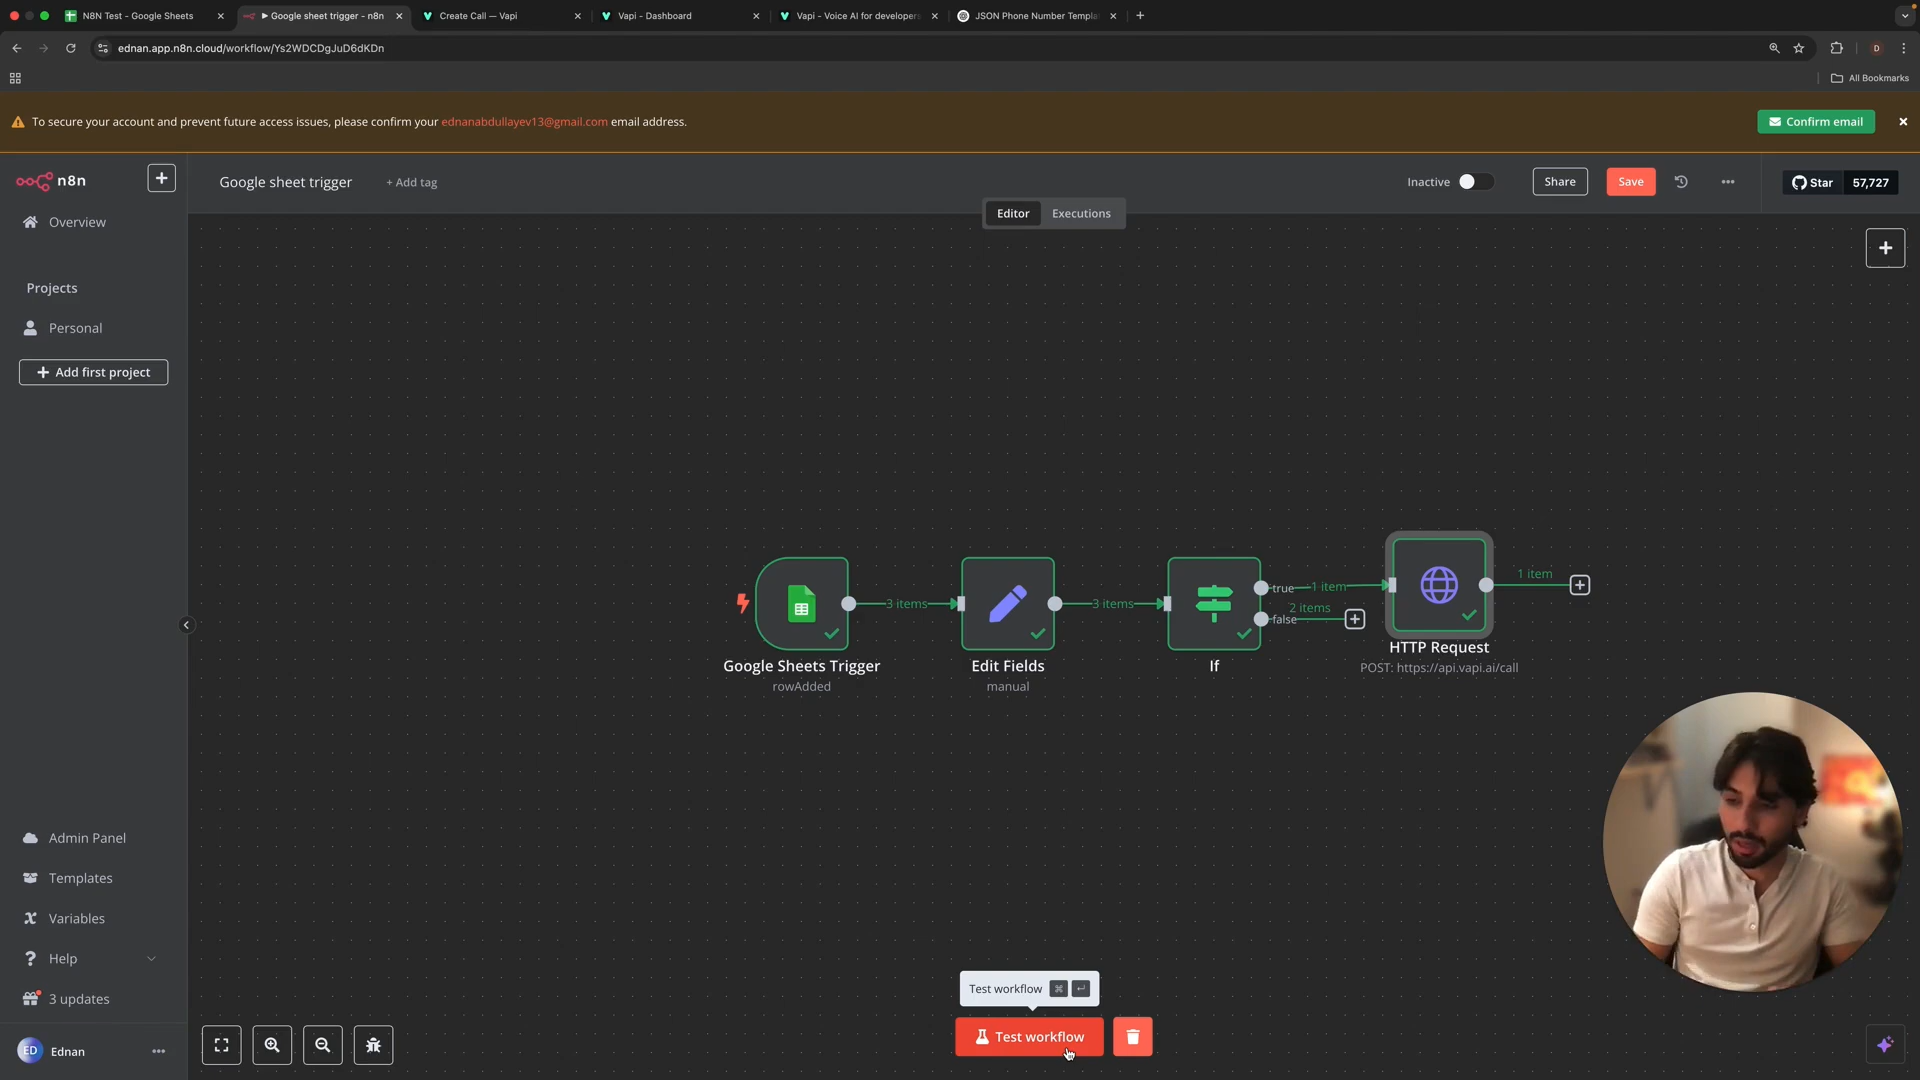 N8N Test - Google Sheets
Google sheet trigger - n8n
Create Call — Vapi
Vapi - Dashboard
Vapi - Voice AI for developers
JSON Phone Number Templa
ednan.app.n8n.cloud/workflow/Ys2WDCDgJuD6dKDn
D
All Bookmarks
To secure your account and prevent future access issues, please confirm your ednanabdullayev13@gmail.com email address.
Confirm email
n8n
Google sheet trigger
+ Add tag
Inactive
Share
Save
Star
57,727
Editor
Executions
Overview
Projects
Personal
Add first project
3 items
3 items
true
1 item
false
2 items
1 item
Google Sheets Trigger
rowAdded
Edit Fields
manual
If
HTTP Request
POST: https://api.vapi.ai/call
Admin Panel
Templates
Variables
Help
3 updates
ED
Ednan
Test workflow ⌘ ↵
Test workflow